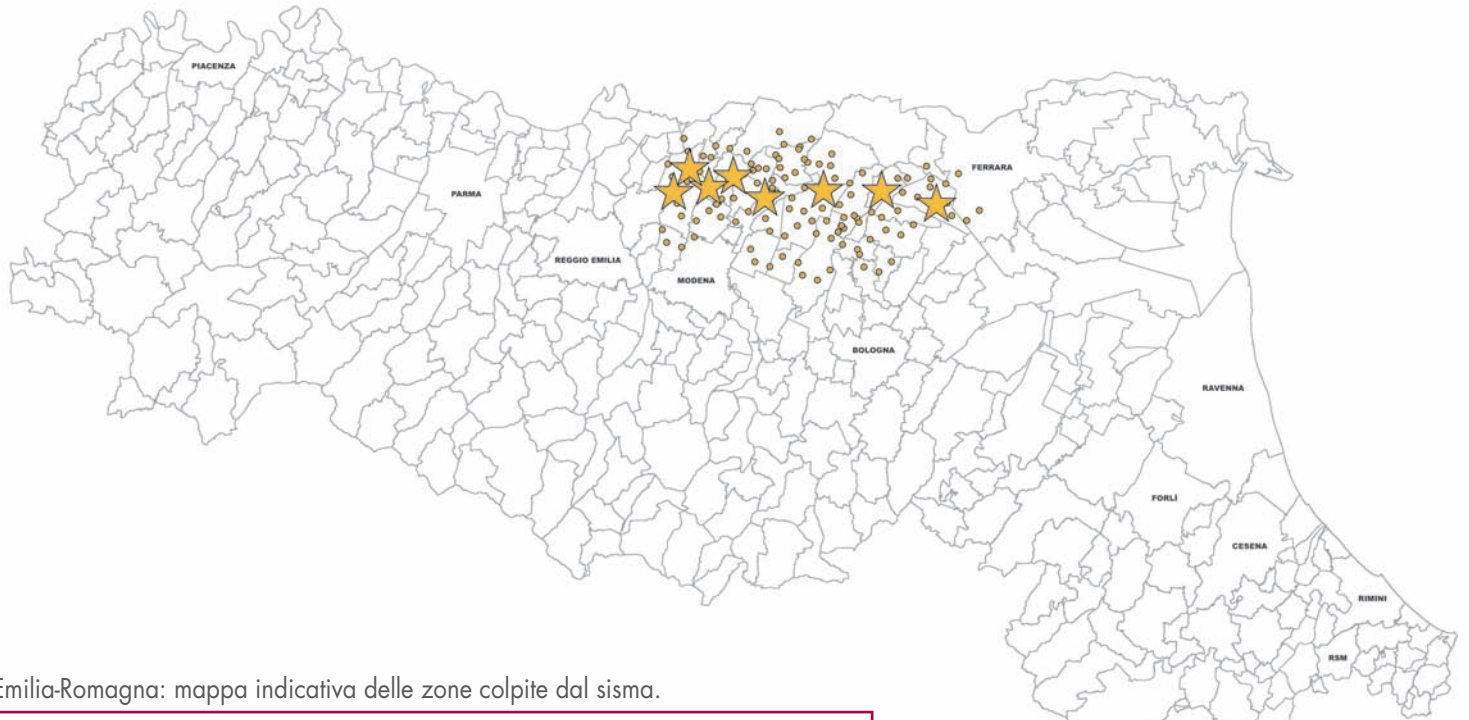 PIACENZA
PARMA
REGGIO EMILIA
MODENA
FERRARA
BOLOGNA
RAVENNA
FORLÌ
CESENA
RIMINI
RSM
Emilia-Romagna: mappa indicativa delle zone colpite dal sisma.